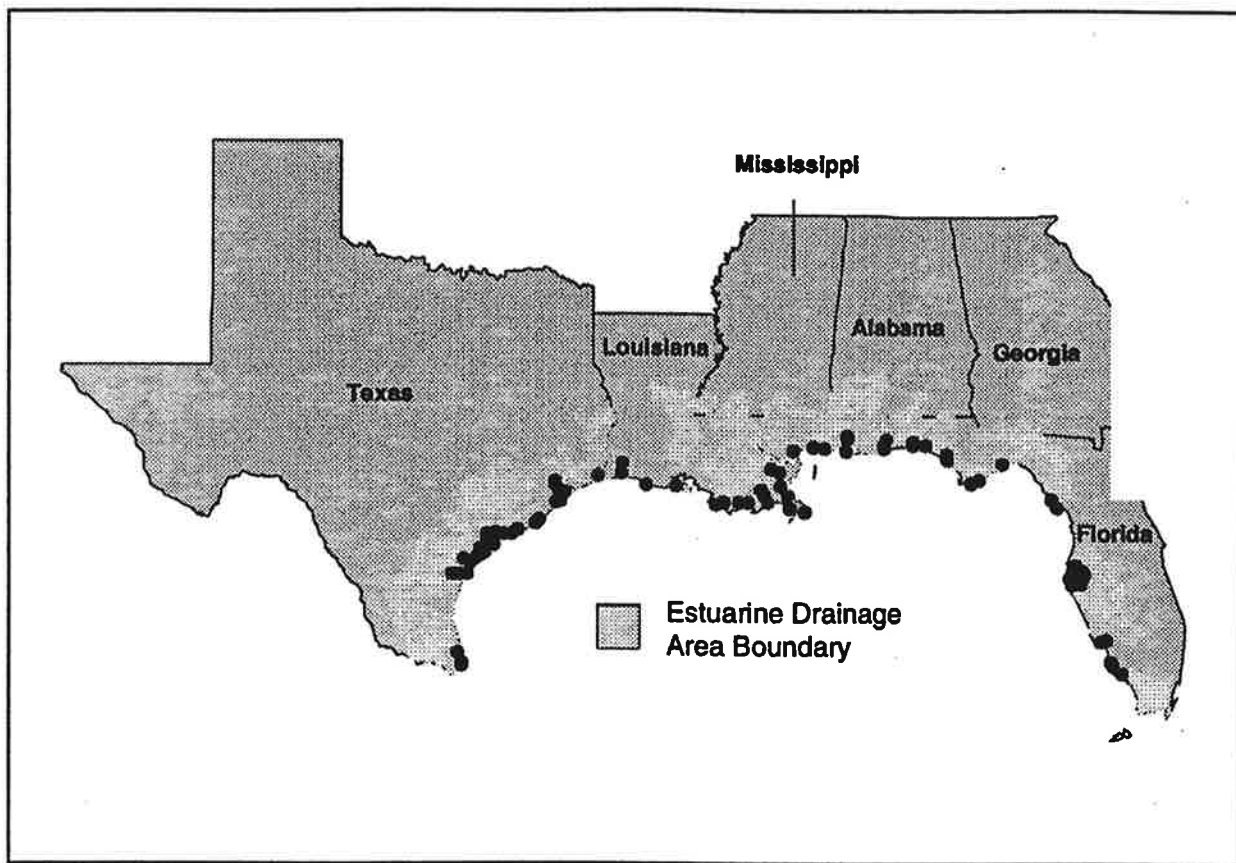 Mississippi
Alabama
Louisiana
Georgia
Texas
Florida
Estuarine Drainage
Area Boundary